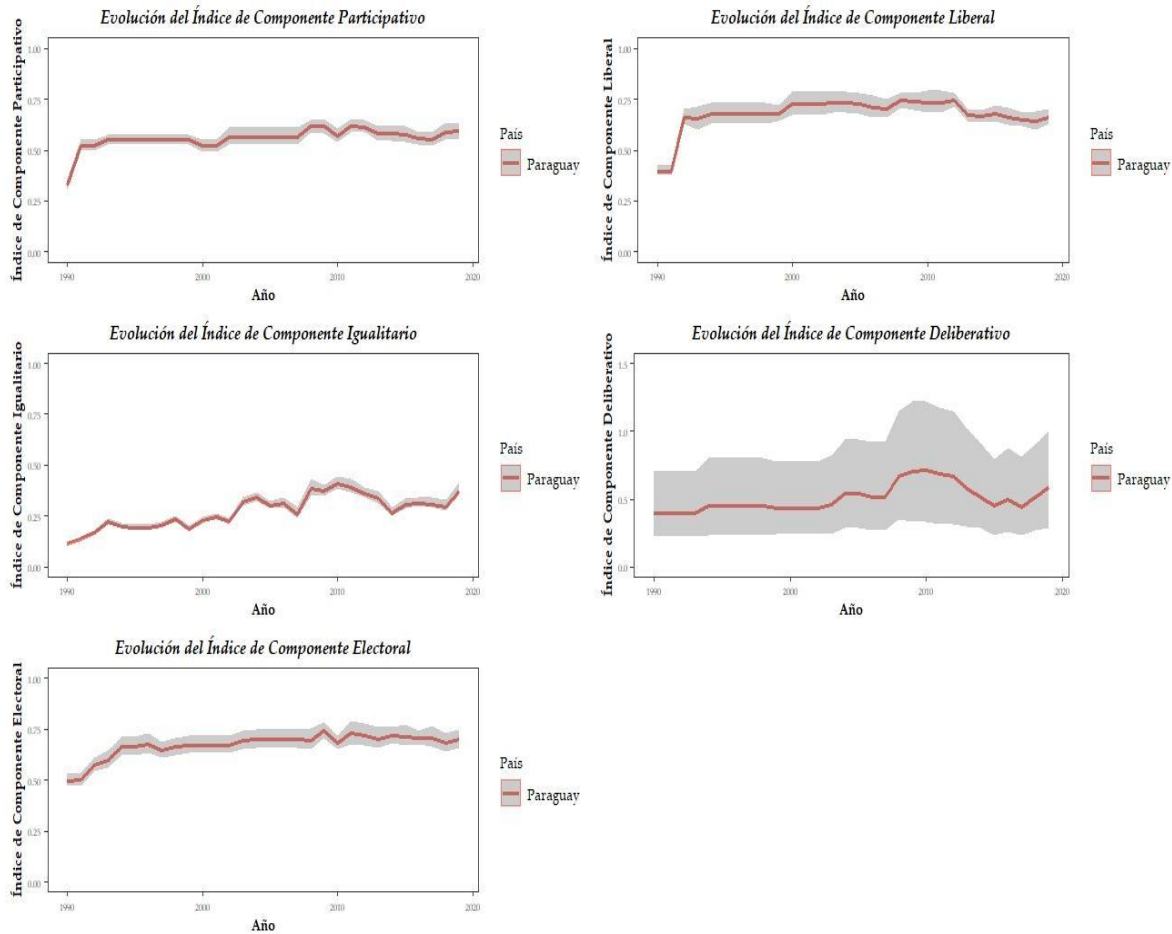 Evolución del Índice de Componente Participativo
Índice de Componente Participativo
1.00
0.75
0.50
0.25
0.00
1990
2000
2010
2020
Año
País
Paraguay
Evolución del Índice de Componente Liberal
Índice de Componente Liberal
1.00
0.75
0.50
0.25
0.00
1990
2000
2010
2020
Año
País
Paraguay
Evolución del Índice de Componente Igualitario
Índice de Componente Igualitario
1.00
0.75
0.50
0.25
0.00
1990
2000
2010
2020
Año
País
Paraguay
Evolución del Índice de Componente Deliberativo
Índice de Componente Deliberativo
1.5
1.0
0.5
0.0
1990
2000
2010
2020
Año
País
Paraguay
Evolución del Índice de Componente Electoral
Índice de Componente Electoral
1.00
0.75
0.50
0.25
0.00
1990
2000
2010
2020
Año
País
Paraguay